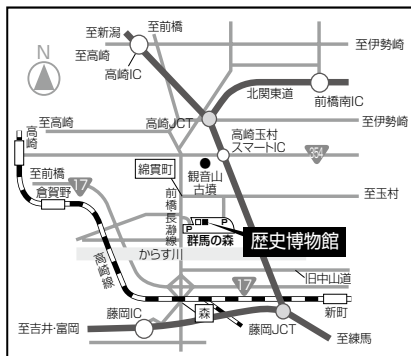 至新潟
至前橋
N
至高崎
至伊勢崎
高崎IC
北関東道
前橋南IC
高崎
至高崎
高崎JCT
至伊勢崎
高崎玉村
スマートIC
354
綿貫町
観音山
古墳
至前橋
17
倉賀野
至玉村
前橋長瀞線
P
P
群馬の森
歴史博物館
からす川
高崎線
旧中山道
17
藤岡IC
森
新町
至吉井・富岡
藤岡JCT
至練馬